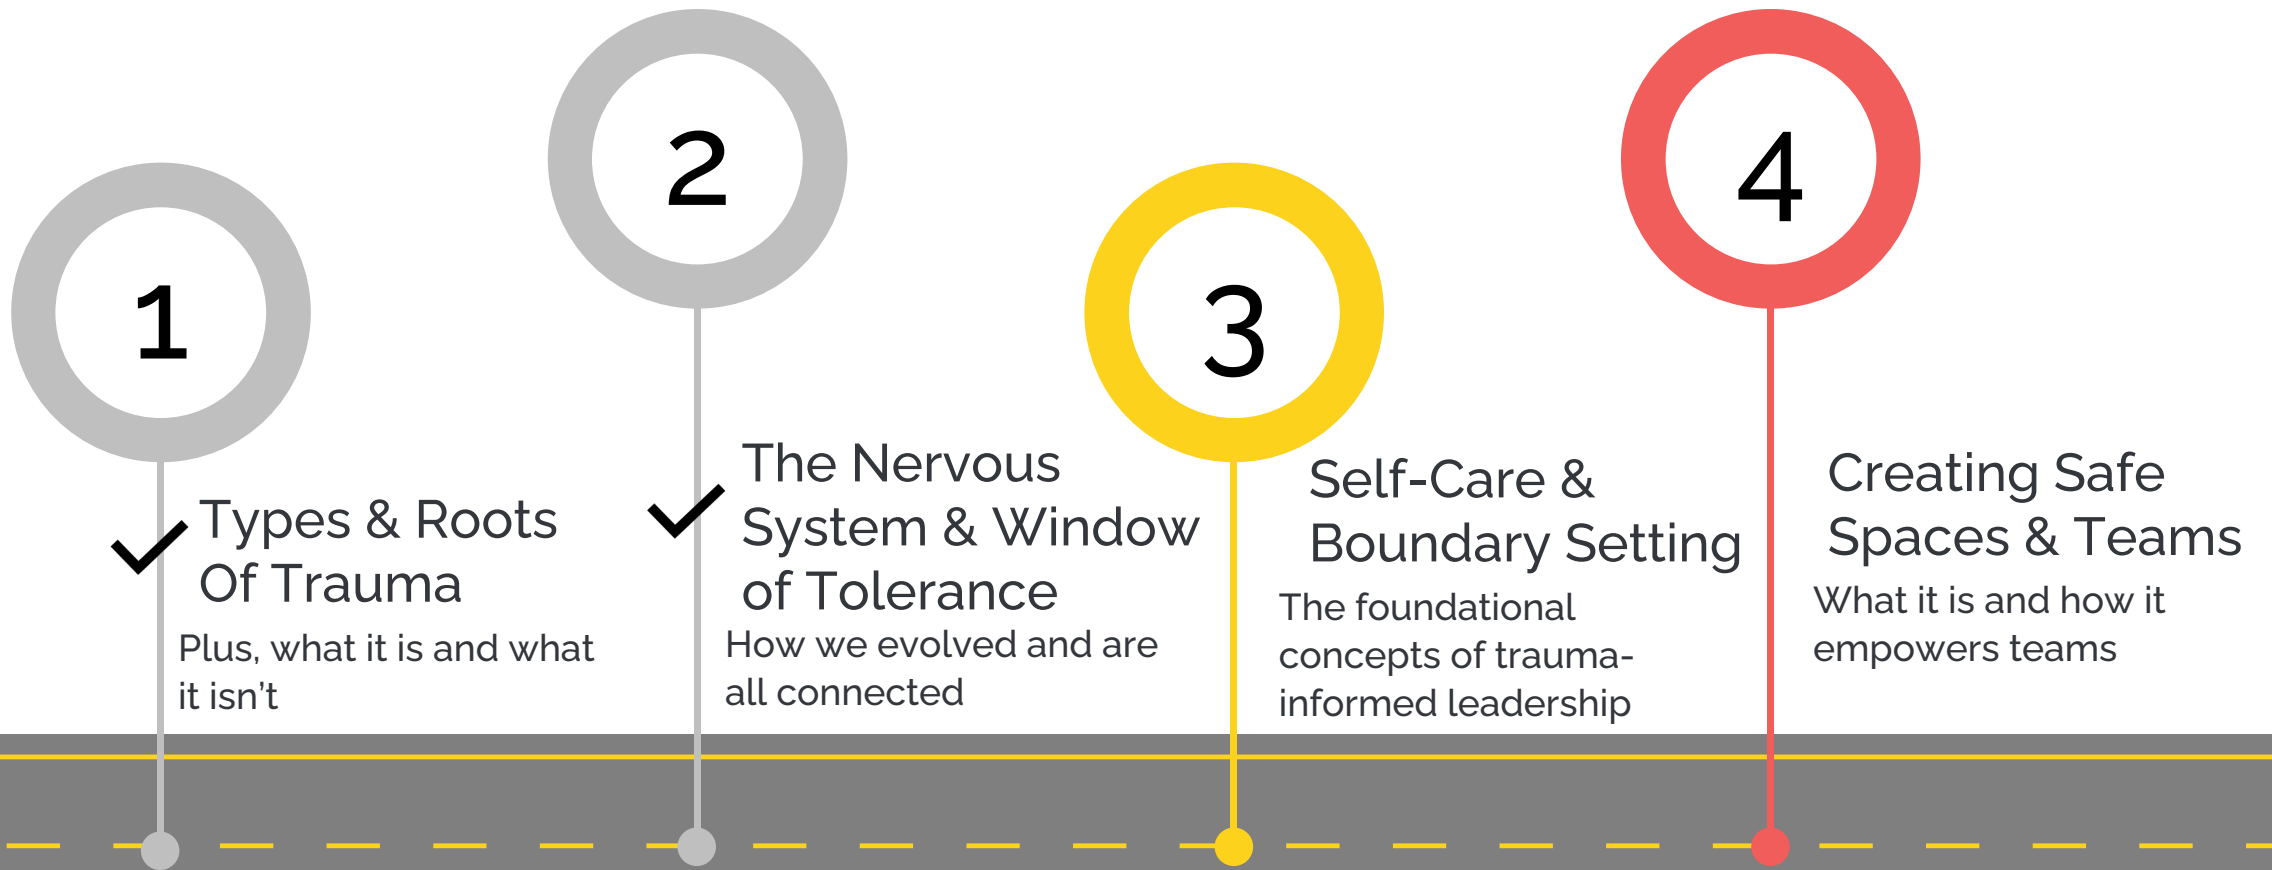 1
Types & Roots
Of Trauma
Plus, what it is and what
it isn't
2
The Nervous
System & Window
of Tolerance
How we evolved and are
all connected
3
Self-Care &
Boundary Setting
The foundational
concepts of trauma-
informed leadership
4
Creating Safe
Spaces & Teams
What it is and how it
empowers teams